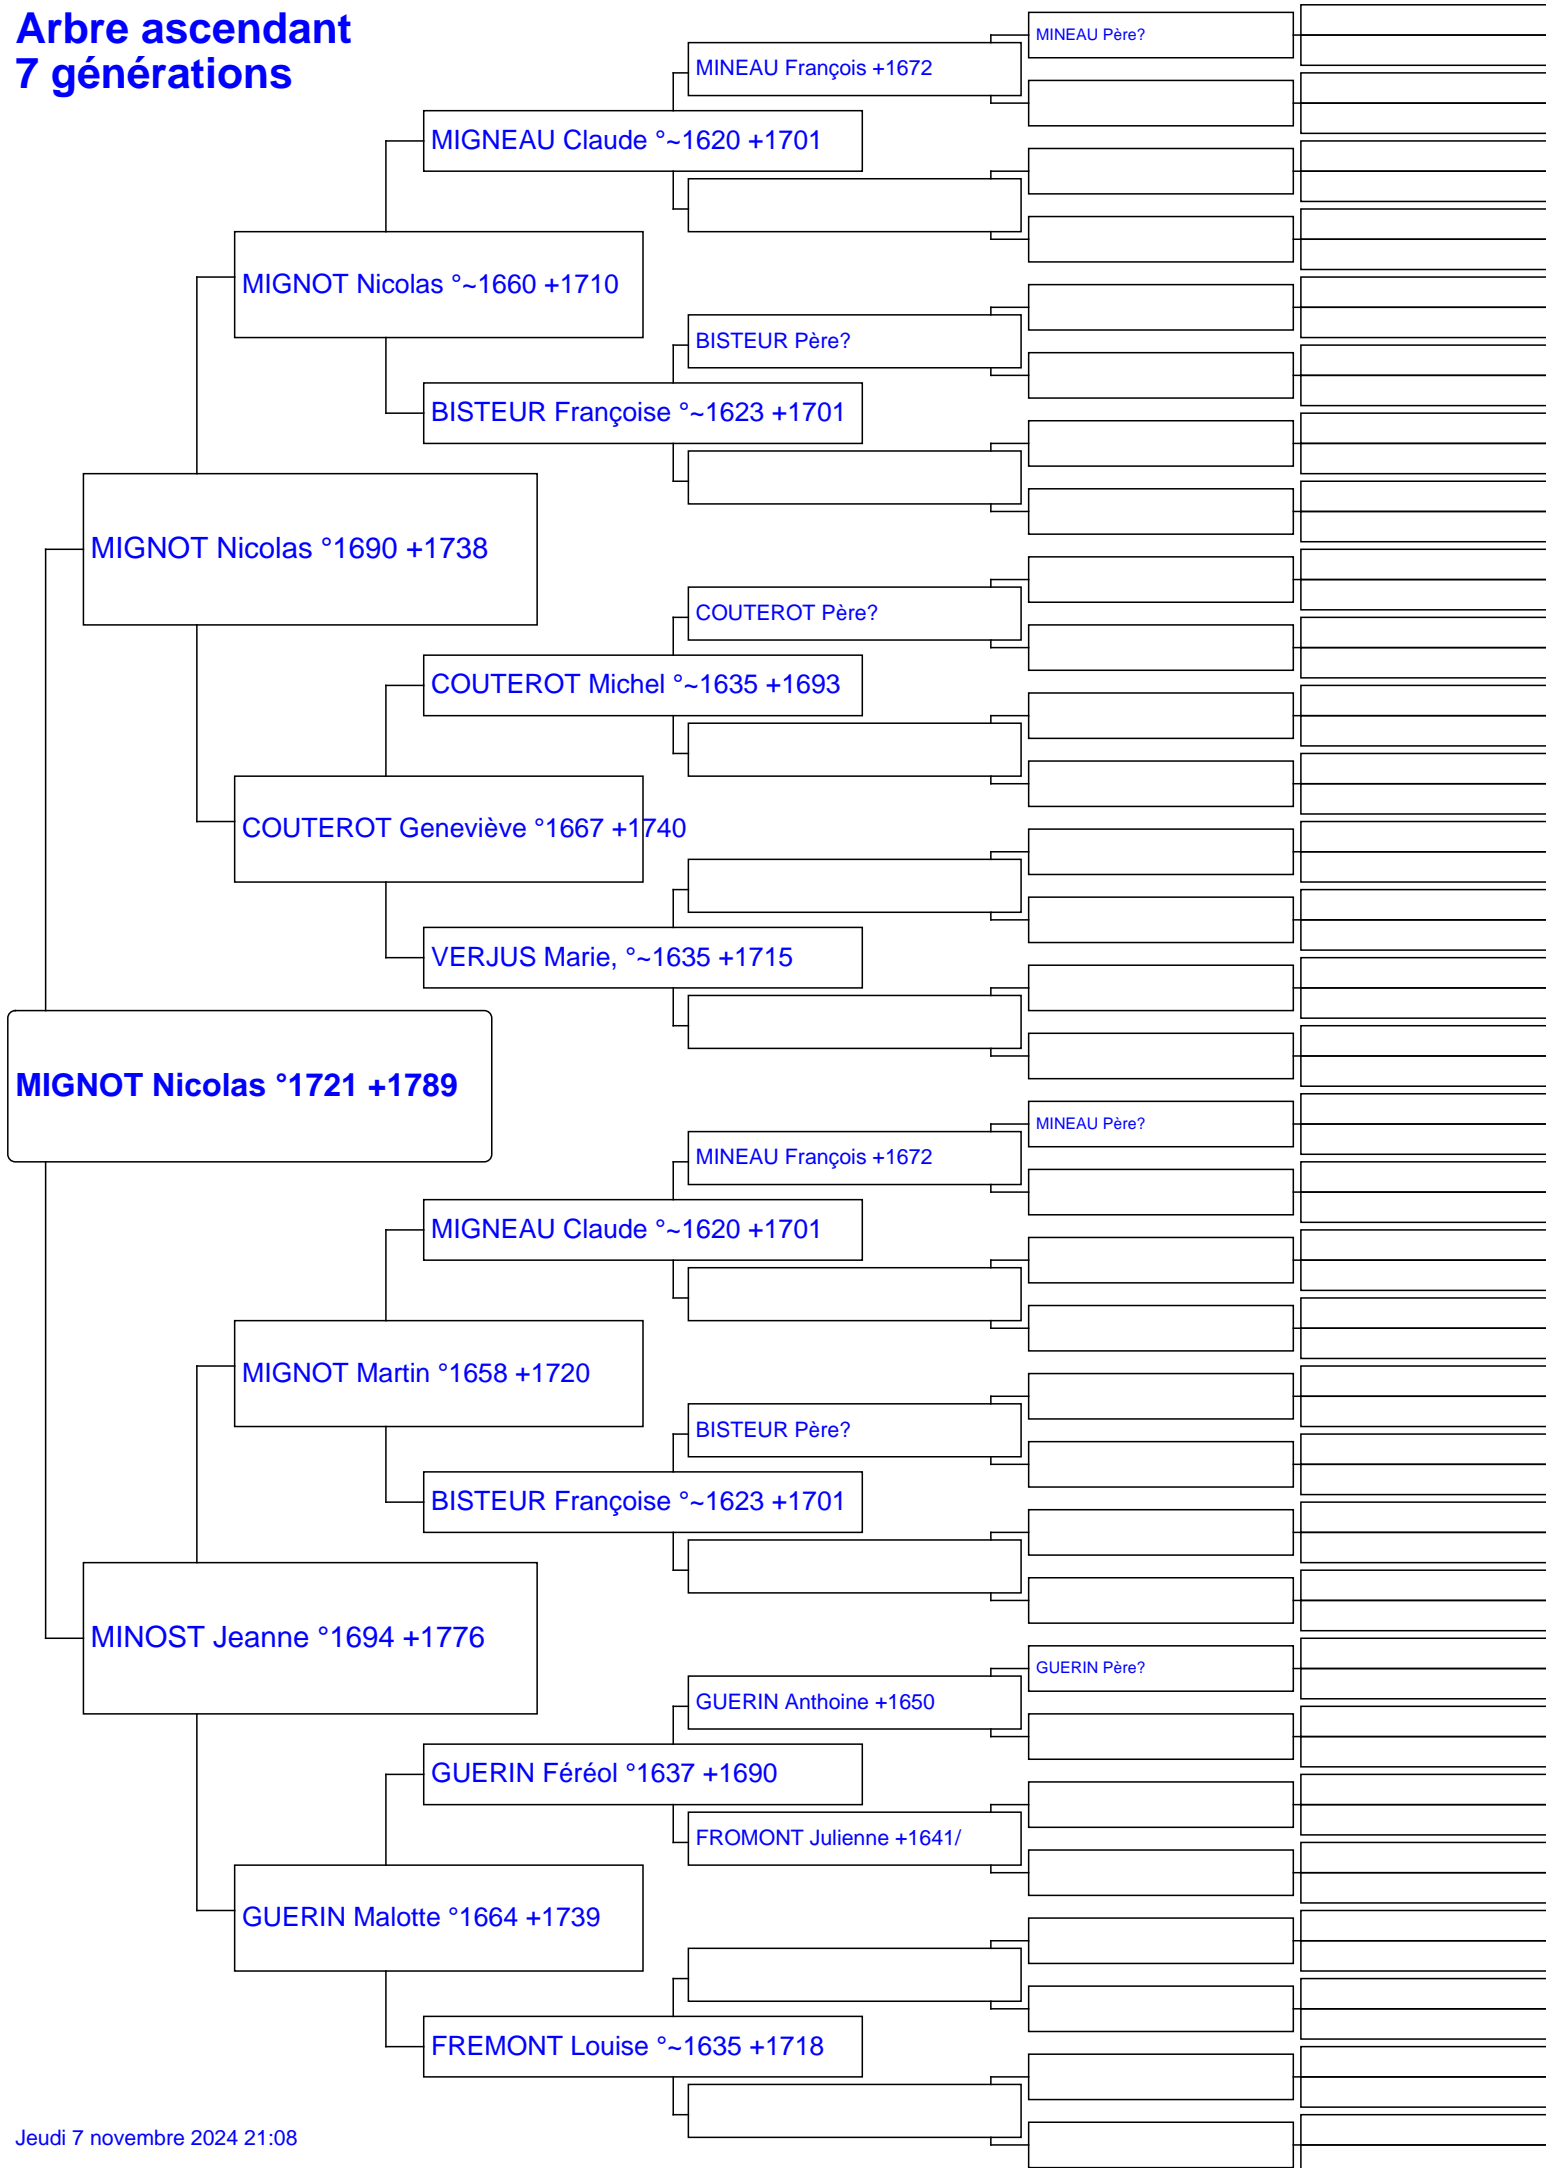 Arbre ascendant
7 générations
MINEAU Père?
MINEAU François +1672
MIGNEAU Claude °~1620 +1701
MIGNOT Nicolas °~1660 +1710
BISTEUR Père?
BISTEUR Françoise °~1623 +1701
MIGNOT Nicolas °1690 +1738
COUTEROT Père?
COUTEROT Michel °~1635 +1693
COUTEROT Geneviève °1667 +1740
VERJUS Marie, °~1635 +1715
MIGNOT Nicolas °1721 +1789
MINEAU Père?
MINEAU François +1672
MIGNEAU Claude °~1620 +1701
MIGNOT Martin °1658 +1720
BISTEUR Père?
BISTEUR Françoise °~1623 +1701
MINOST Jeanne °1694 +1776
GUERIN Père?
GUERIN Anthoine +1650
GUERIN Féréol °1637 +1690
FROMONT Julienne +1641/
GUERIN Malotte °1664 +1739
FREMONT Louise °~1635 +1718
Jeudi 7 novembre 2024 21:08